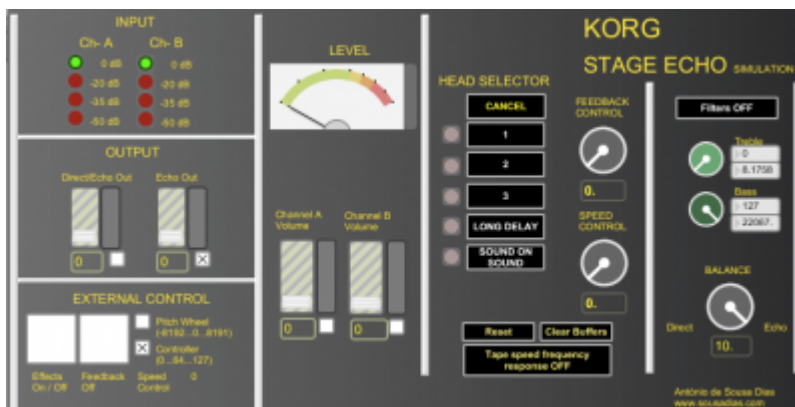 INPUT
Ch- A
Ch- B
0 dB
0 dB
-20 dB
-20 dB
-35 dB
-35 dB
-50 dB
-50 dB
OUTPUT
Direct/Echo Out
Echo Out
0
0
EXTERNAL CONTROL
Pitch Wheel
(-8192...0...8191)
Controller
(0...64...127)
Effects
On / Off
Feedback
Off
Speed
Control
0
LEVEL
Channel A
Volume
Channel B
Volume
0
0
KORG
STAGE ECHO SIMULATION
HEAD SELECTOR
CANCEL
1
2
3
LONG DELAY
SOUND ON
SOUND
FEEDBACK
CONTROL
0.
SPEED
CONTROL
0.
Reset
Clear Buffers
Tape speed frequency
response OFF
Filters OFF
Treble
0
8.1758
Bass
127
22087.
BALANCE
Direct
Echo
10.
António de Sousa Dias
www.sousadias.com